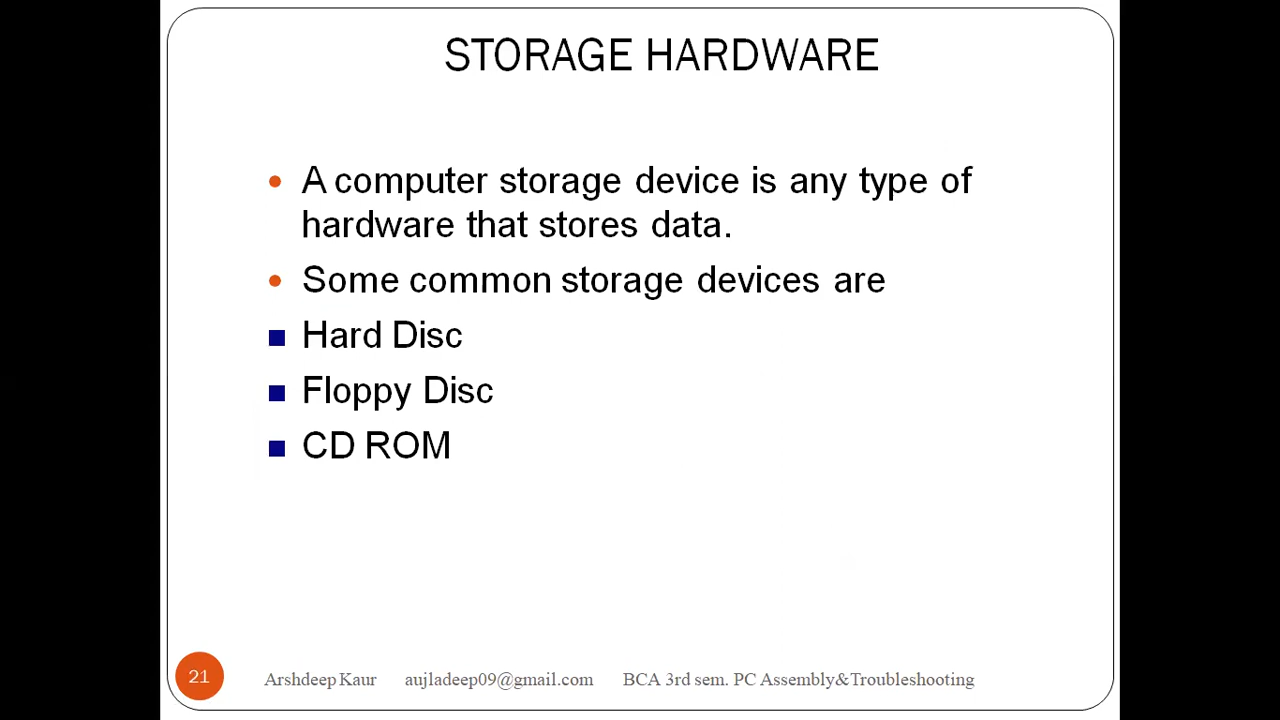 STORAGE HARDWARE
A computer storage device is any type of
hardware that stores data.
Some common storage devices are
Hard Disc
Floppy Disc
CD ROM
21 Arshdeep Kaur aujladeep09@gmail.com BCA 3rd sem. PC Assembly&Troubleshooting